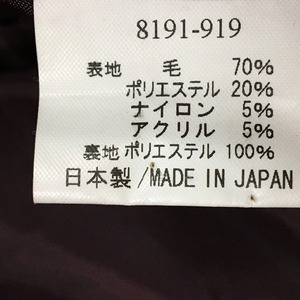 8191-919
表地 毛 70%
ポリエステル 20%
ナイロン 5%
アクリル 5%
裏地 ポリエステル 100%
日本製/MADE IN JAPAN